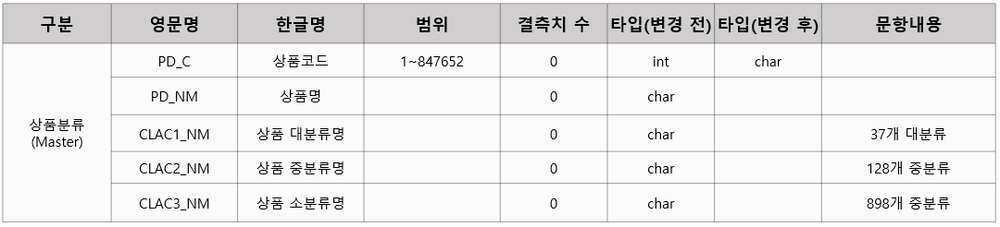 구분 영문명 한글명 범위 결측치 수 타입(변경 전) 타입(변경 후) 문항내용
상품분류
(Master)
PD_C 상품코드 1~847652 0 int char
PD_NM 상품명 0 char
CLAC1_NM 상품 대분류명 0 char 37개 대분류
CLAC2_NM 상품 중분류명 0 char 128개 중분류
CLAC3_NM 상품 소분류명 0 char 898개 중분류